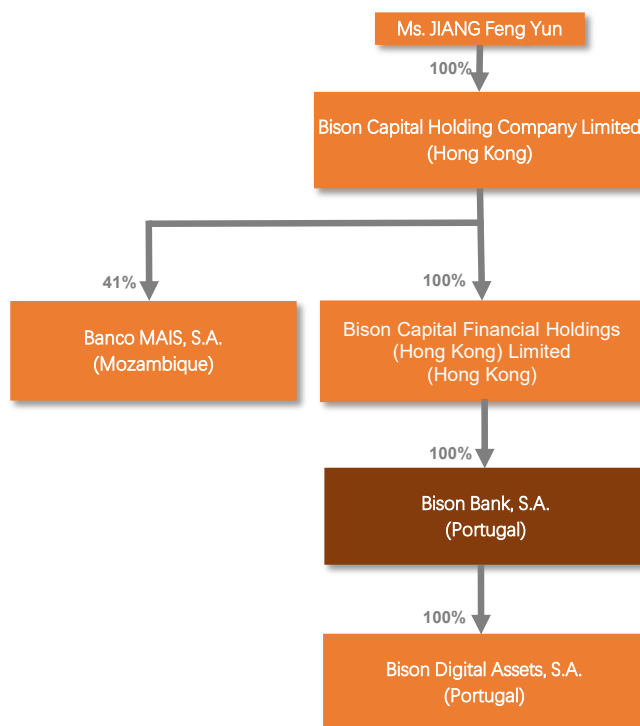 Ms. JIANG Feng Yun
100%
Bison Capital Holding Company Limited
(Hong Kong)
41%
100%
Banco MAIS, S.A.
(Mozambique)
Bison Capital Financial Holdings
(Hong Kong) Limited
(Hong Kong)
100%
Bison Bank, S.A.
(Portugal)
100%
Bison Digital Assets, S.A.
(Portugal)